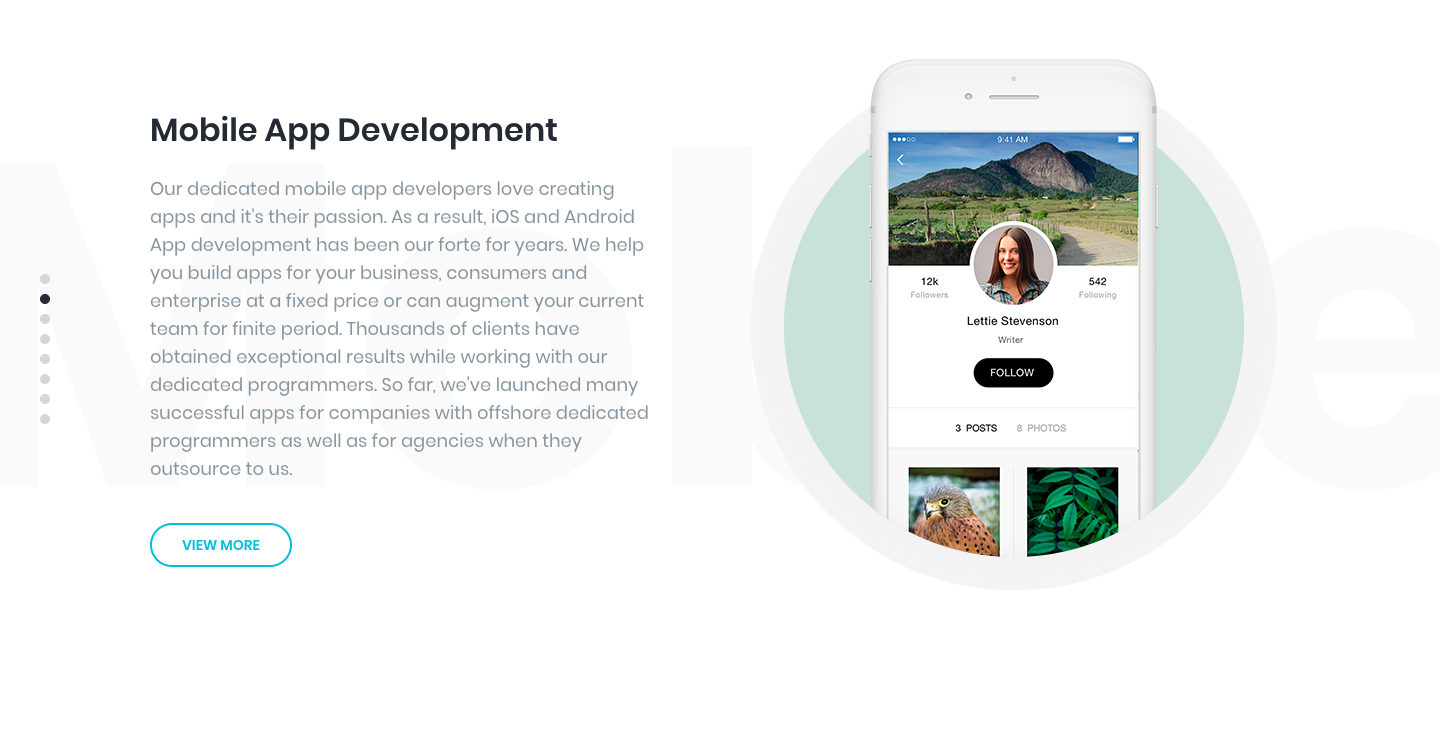 Mobile App Development
Our dedicated mobile app developers love creating
apps and it's their passion. As a result, iOS and Android
App development has been our forte for years. We help
you build apps for your business, consumers and
enterprise at a fixed price or can augment your current
team for finite period. Thousands of clients have
obtained exceptional results while working with our
dedicated programmers. So far, we've launched many
successful apps for companies with offshore dedicated
programmers as well as for agencies when they
outsource to us.
VIEW MORE
Mobile
9:41 AM
12k
Followers
542
Following
Lettie Stevenson
Writer
FOLLOW
3 POSTS 8 PHOTOS